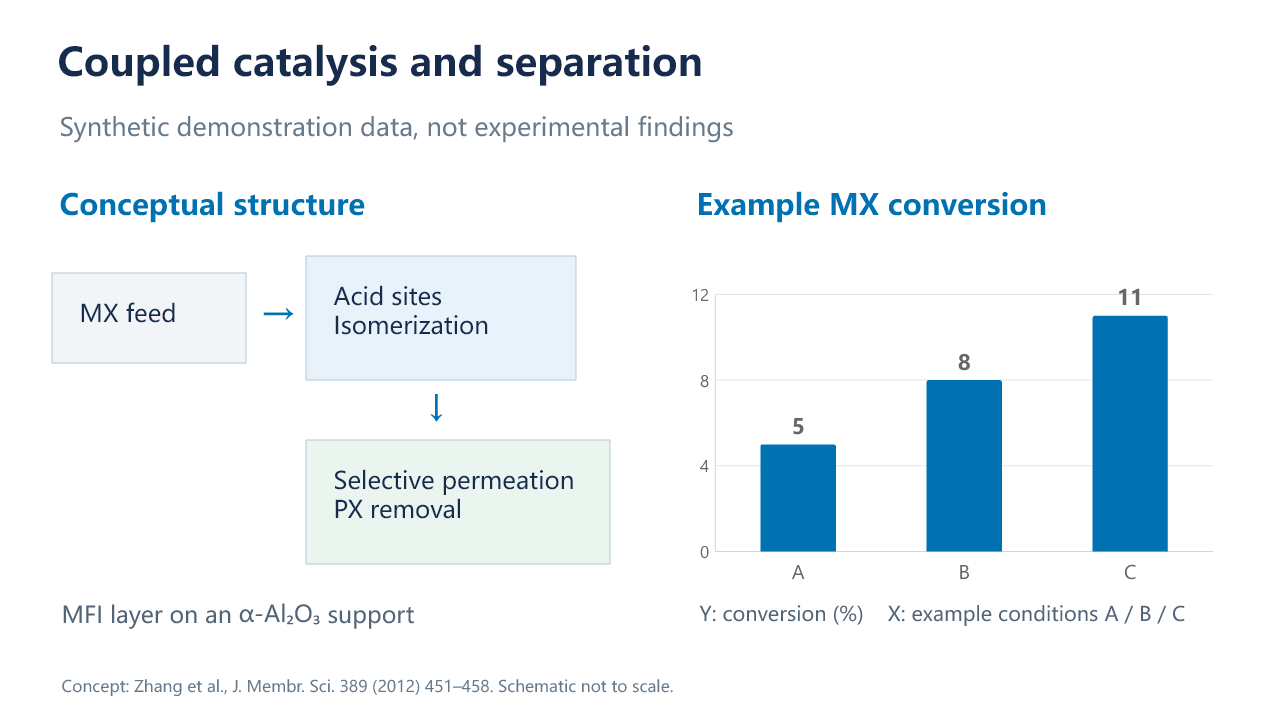 Coupled catalysis and separation
Synthetic demonstration data, not experimental findings
Conceptual structure
MX feed
→
Acid sites
Isomerization
↓
Selective permeation
PX removal
MFI layer on an α-Al₂O₃ support
Example MX conversion
12
8
4
0
5
8
11
A
B
C
Y: conversion (%) X: example conditions A / B / C
Concept: Zhang et al., J. Membr. Sci. 389 (2012) 451–458. Schematic not to scale.